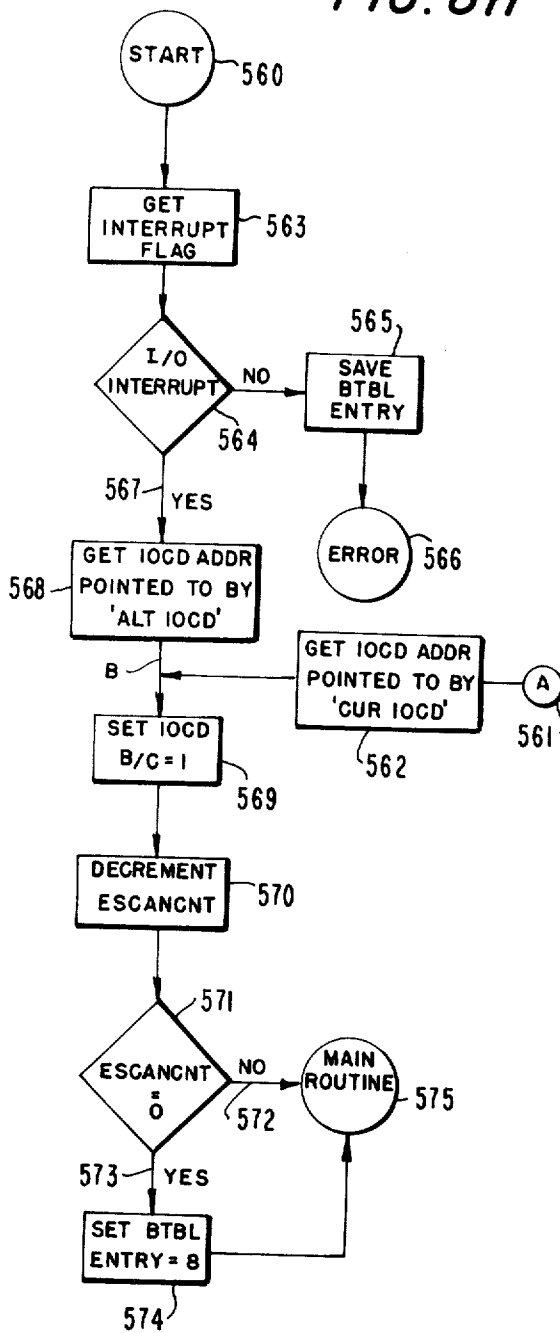 START
560
GET
INTERRUPT
FLAG
563
I/O
INTERRUPT
NO
564
565
SAVE
BTBL
ENTRY
567
YES
ERROR
566
568
GET IOCD ADDR
POINTED TO BY
'ALT IOCD'
B
GET IOCD ADDR
POINTED TO BY
'CUR IOCD'
A
561
562
SET IOCD
B/C=1
569
DECREMENT
ESCANCNT
570
571
ESCANCNT
=
0
NO
572
MAIN
ROUTINE
575
573
YES
SET BTBL
ENTRY=8
574